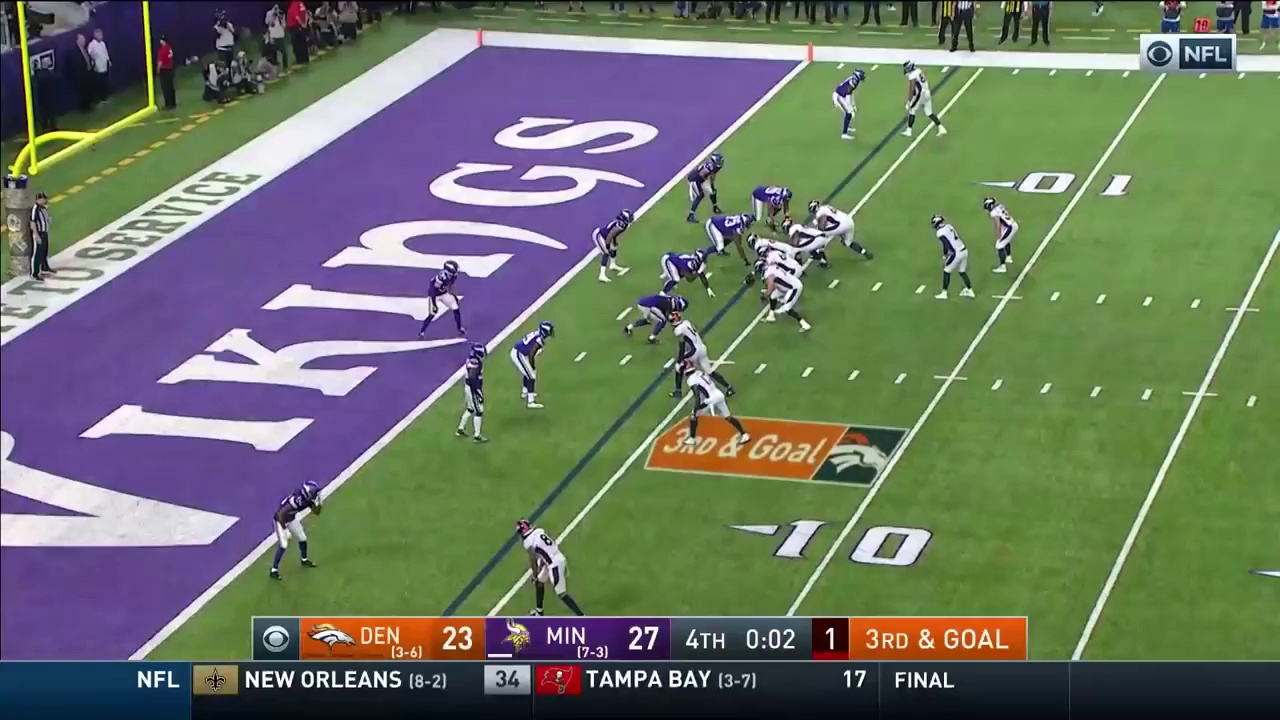 NFL
VIKINGS
E TO SERVICE
10
3RD & GOAL
10
DEN (3-6) 23 MIN (7-3) 27 4TH 0:02 1 3RD & GOAL
NFL NEW ORLEANS (8-2) 34 TAMPA BAY (3-7) 17 FINAL